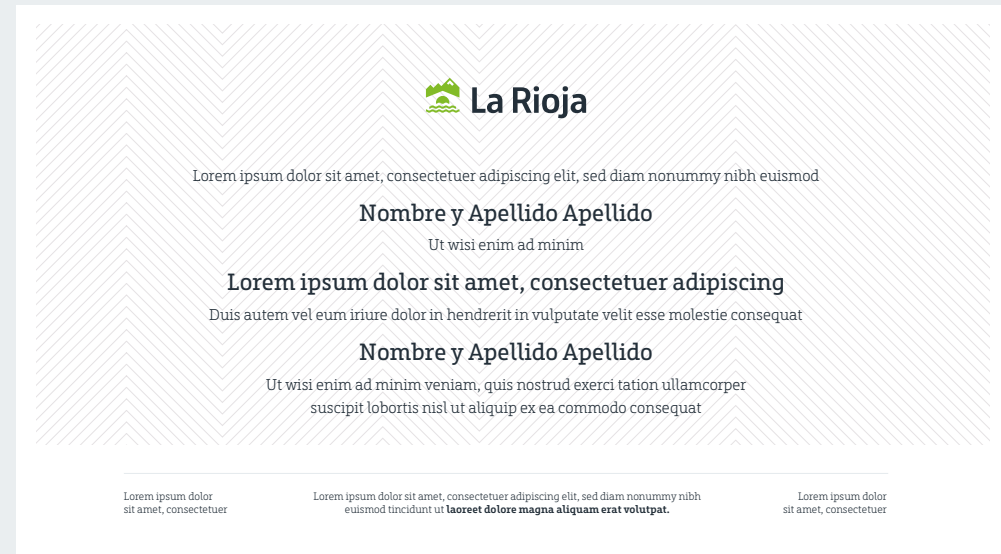 La Rioja
Lorem ipsum dolor sit amet, consectetuer adipiscing elit, sed diam nonummy nibh euismod
Nombre y Apellido Apellido
Ut wisi enim ad minim
Lorem ipsum dolor sit amet, consectetuer adipiscing
Duis autem vel eum iriure dolor in hendrerit in vulputate velit esse molestie consequat
Nombre y Apellido Apellido
Ut wisi enim ad minim veniam, quis nostrud exerci tation ullamcorper
suscipit lobortis nisl ut aliquip ex ea commodo consequat
Lorem ipsum dolor
sit amet, consectetuer
Lorem ipsum dolor sit amet, consectetuer adipiscing elit, sed diam nonummy nibh
euismod tincidunt ut laoreet dolore magna aliquam erat volutpat.
Lorem ipsum dolor
sit amet, consectetuer